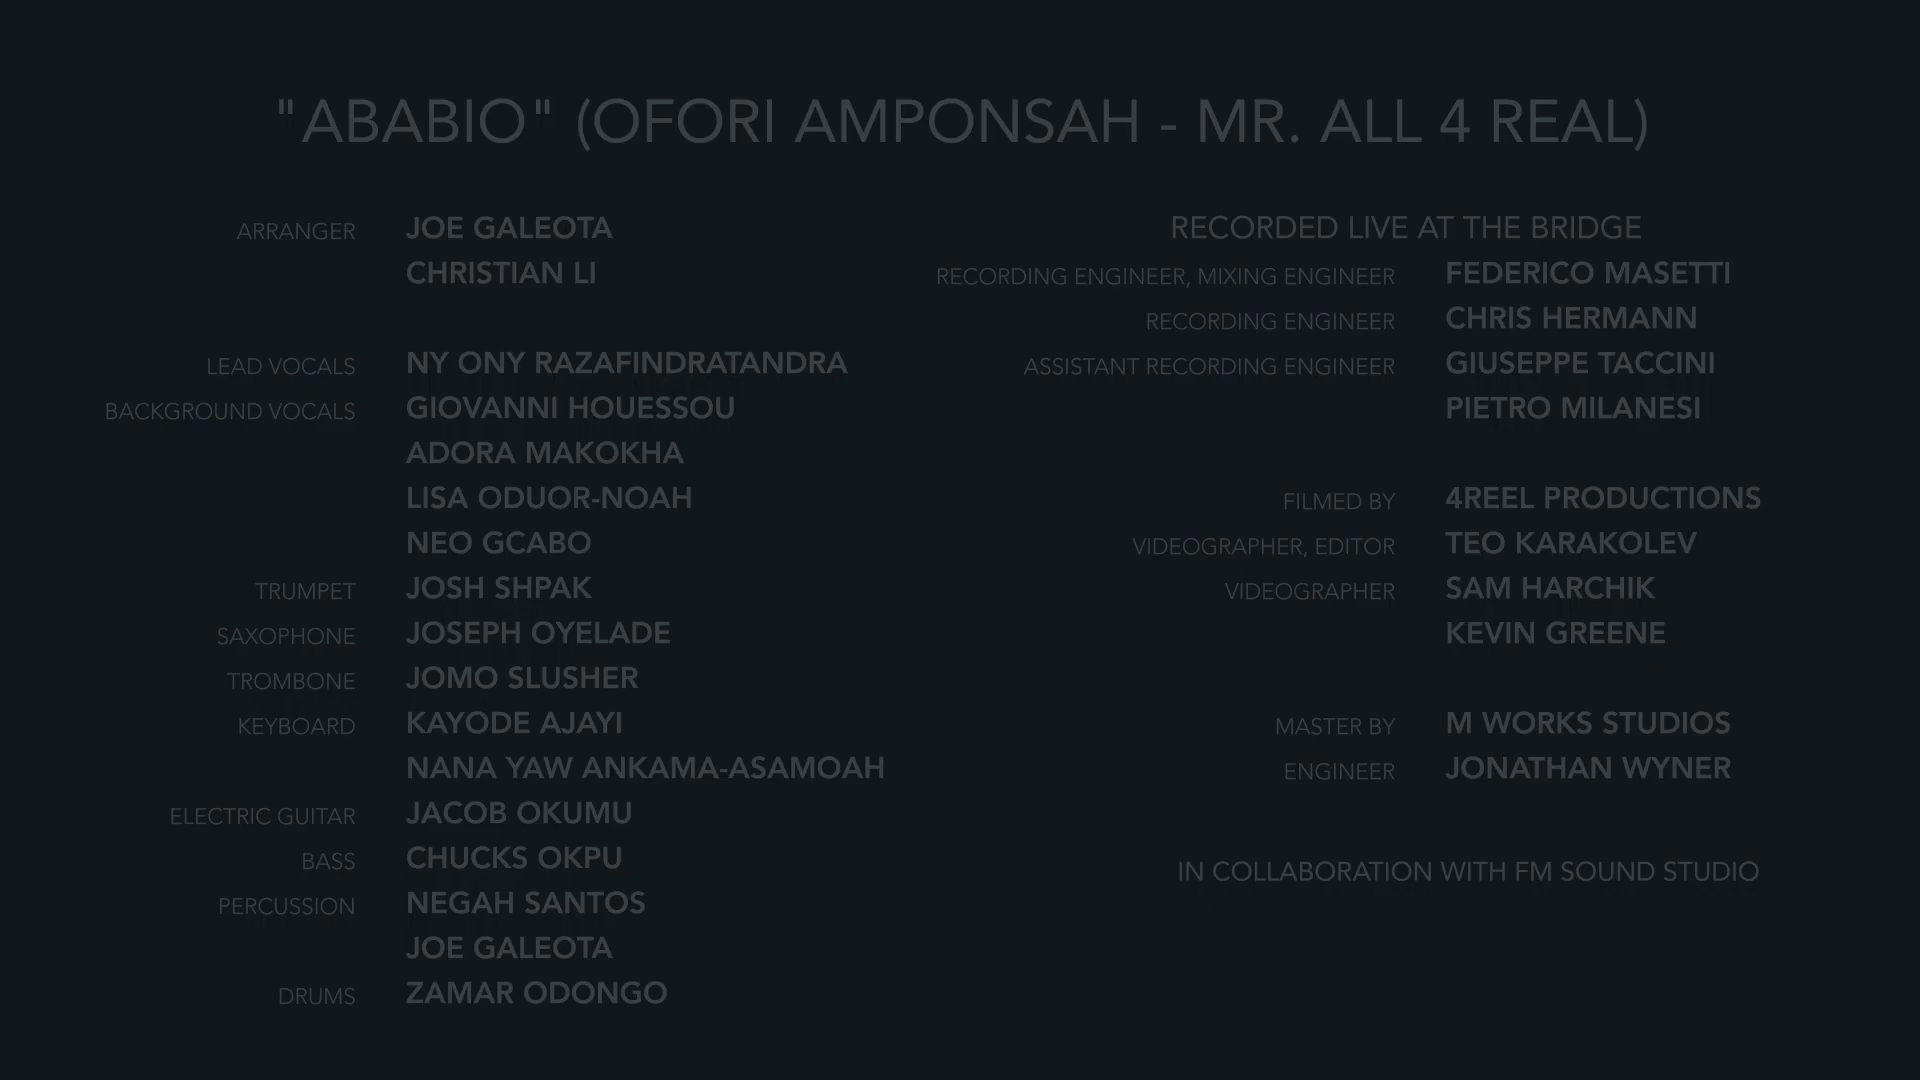 "ABABIO" (OFORI AMPONSAH - MR. ALL 4 REAL)
ARRANGER JOE GALEOTA
CHRISTIAN LI
LEAD VOCALS NY ONY RAZAFINDRATANDRA
BACKGROUND VOCALS GIOVANNI HOUESSOU
ADORA MAKOKHA
LISA ODUOR-NOAH
NEO GCABO
TRUMPET JOSH SHPAK
SAXOPHONE JOSEPH OYELADE
TROMBONE JOMO SLUSHER
KEYBOARD KAYODE AJAYI
NANA YAW ANKAMA-ASAMOAH
ELECTRIC GUITAR JACOB OKUMU
BASS CHUCKS OKPU
PERCUSSION NEGAH SANTOS
JOE GALEOTA
DRUMS ZAMAR ODONGO
RECORDED LIVE AT THE BRIDGE
RECORDING ENGINEER, MIXING ENGINEER FEDERICO MASETTI
RECORDING ENGINEER CHRIS HERMANN
ASSISTANT RECORDING ENGINEER GIUSEPPE TACCINI
PIETRO MILANESI
FILMED BY 4REEL PRODUCTIONS
VIDEOGRAPHER, EDITOR TEO KARAKOLEV
VIDEOGRAPHER SAM HARCHIK
KEVIN GREENE
MASTER BY M WORKS STUDIOS
ENGINEER JONATHAN WYNER
IN COLLABORATION WITH FM SOUND STUDIO